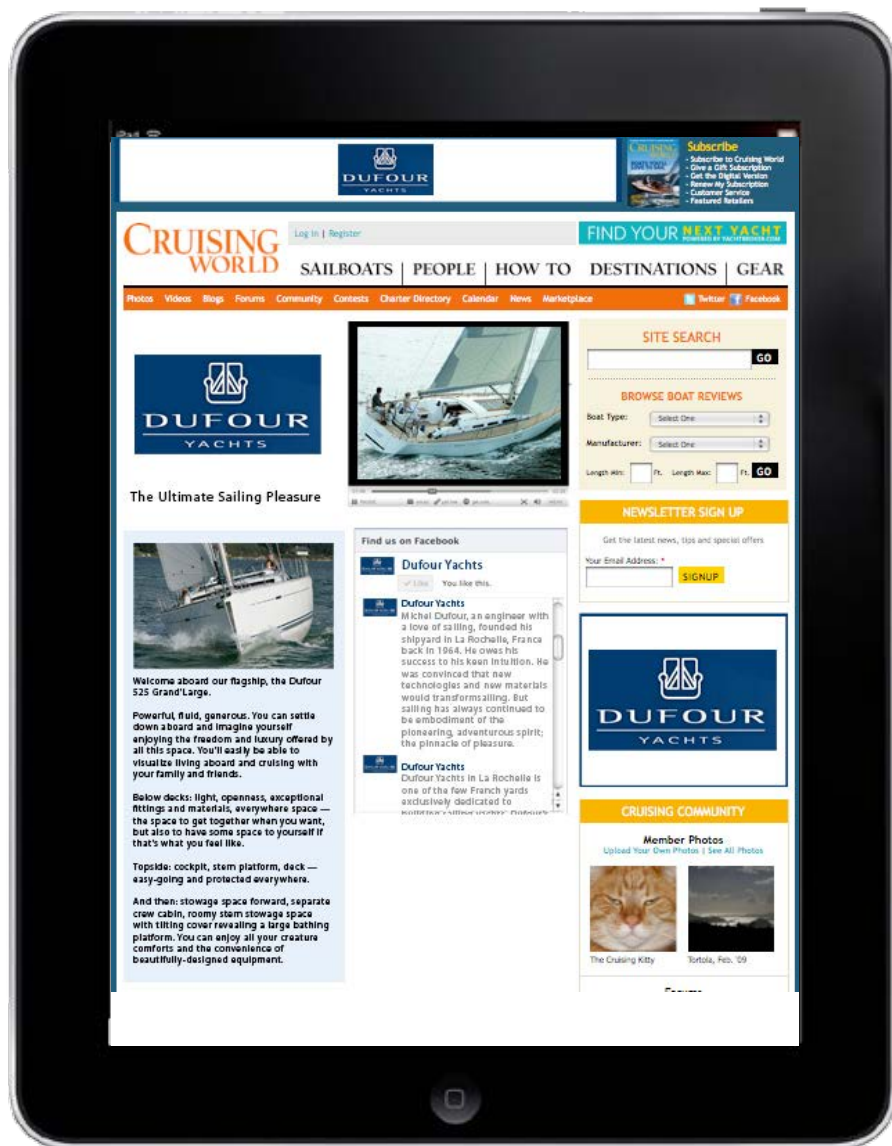 iPad
DUFOUR
YACHTS
CRUISING
WORLD
Subscribe
- Subscribe to Cruising World
- Give a Gift Subscription
- Get the Digital Version
- Renew My Subscription
- Customer Service
- Featured Retailers
CRUISING
WORLD
Log In | Register
FIND YOUR NEXT YACHT
POWERED BY YACHTBROKER.COM
SAILBOATS | PEOPLE | HOW TO DESTINATIONS | GEAR
Photos Videos Blogs Forums Community Contests Charter Directory Calendar News Marketplace Twitter Facebook
DUFOUR
YACHTS
The Ultimate Sailing Pleasure
SITE SEARCH
GO
BROWSE BOAT REVIEWS
Boat Type: Select One
Manufacturer: Select One
Length Min: Ft. Length Max: Ft. GO
NEWSLETTER SIGN UP
Get the latest news, tips and special offers
Your Email Address: *
SIGNUP
Welcome aboard our flagship, the Dufour
525 Grand'Large.
Powerful, fluid, generous. You can settle
down aboard and imagine yourself
enjoying the freedom and luxury offered by
all this space. You'll easily be able to
visualize living aboard and cruising with
your family and friends.
Below decks: light, openness, exceptional
fittings and materials, everywhere space —
the space to get together when you want,
but also to have some space to yourself if
that's what you feel like.
Topside: cockpit, stern platform, deck —
easy-going and protected everywhere.
And then: stowage space forward, separate
crew cabin, roomy stern stowage space
with tilting cover revealing a large bathing
platform. You can enjoy all your creature
comforts and the convenience of
beautifully-designed equipment.
Find us on Facebook
Dufour Yachts
Like You like this.
Dufour Yachts
Michel Dufour, an engineer with
a love of sailing, founded his
shipyard in La Rochelle, France
back in 1964. He owes his
success to his keen intuition. He
was convinced that new
technologies and new materials
would transformsailing. But
sailing has always continued to
be embodiment of the
pioneering, adventurous spirit;
the pinnacle of pleasure.
Dufour Yachts
Dufour Yachts in La Rochelle is
one of the few French yards
exclusively dedicated to
building sailing yachts. Dufour's
DUFOUR
YACHTS
CRUISING COMMUNITY
Member Photos
Upload Your Own Photos | See All Photos
The Cruising Kitty
Tortola, Feb. '09
Forums